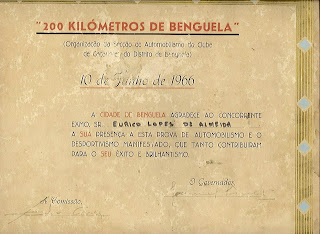 "200 KILÓMETROS DE BENGUELA"
(Organização da Secção de Automobilismo do Clube
de do Distrito de Benguela)
10 de Junho de 1966
A CIDADE DE BENGUELA AGRADECE AO CONCORRENTE
EXMO. SR. EURICO LOPES DE ALMEIDA
A SUA PRESENÇA A ESTA PROVA DE AUTOMOBILISMO E O
DESPORTIVISMO MANIFESTADO, QUE TANTO CONTRIBUIRAM
PARA O SEU ÊXITO E BRILHANTISMO.
O Governador,
A Comissão,